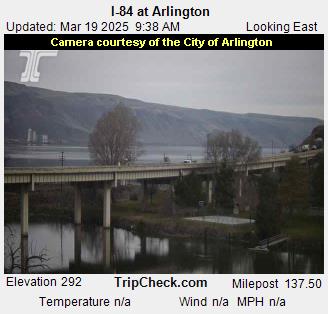 I-84 at Arlington
Updated: Mar 19 2025 9:38 AM Looking East
Camera courtesy of the City of Arlington
Elevation 292 TripCheck.com Milepost 137.50
Temperature n/a Wind n/a MPH n/a